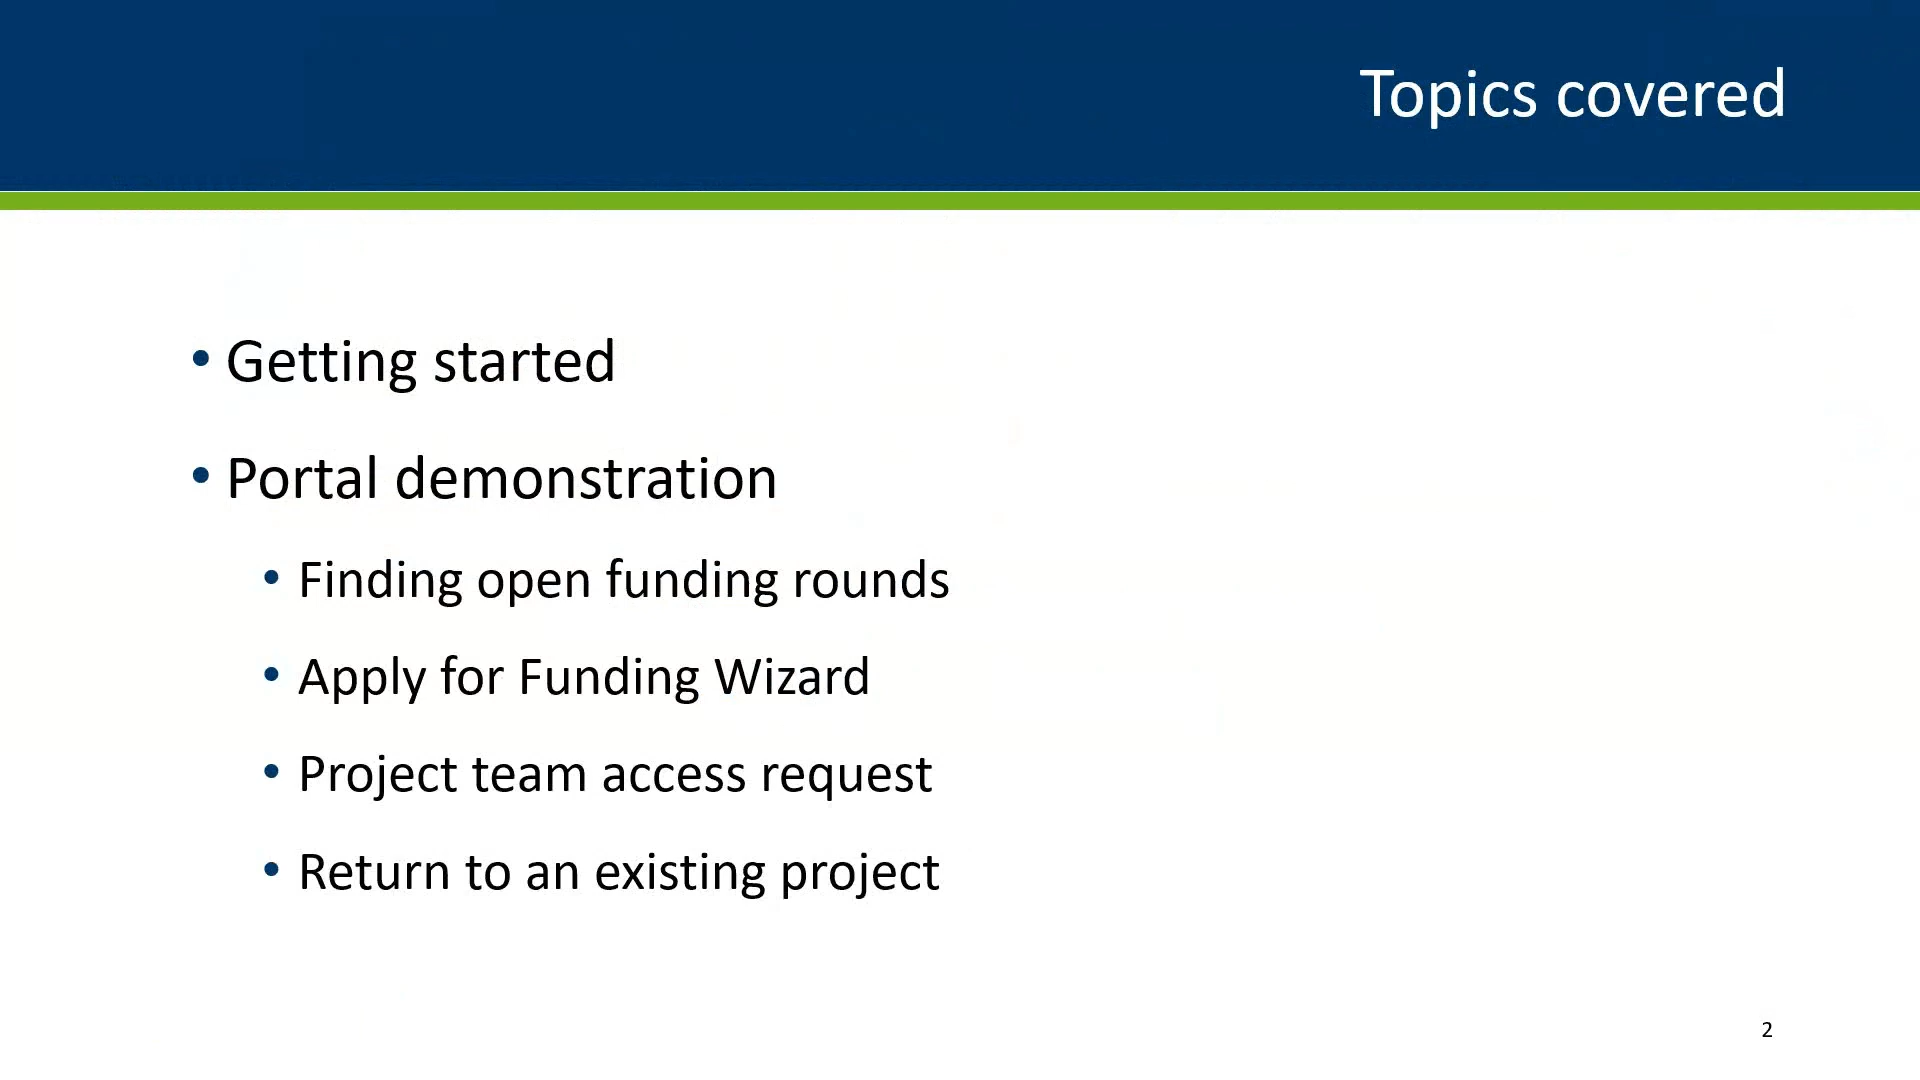 Topics covered
• Getting started
• Portal demonstration
• Finding open funding rounds
• Apply for Funding Wizard
• Project team access request
• Return to an existing project
2